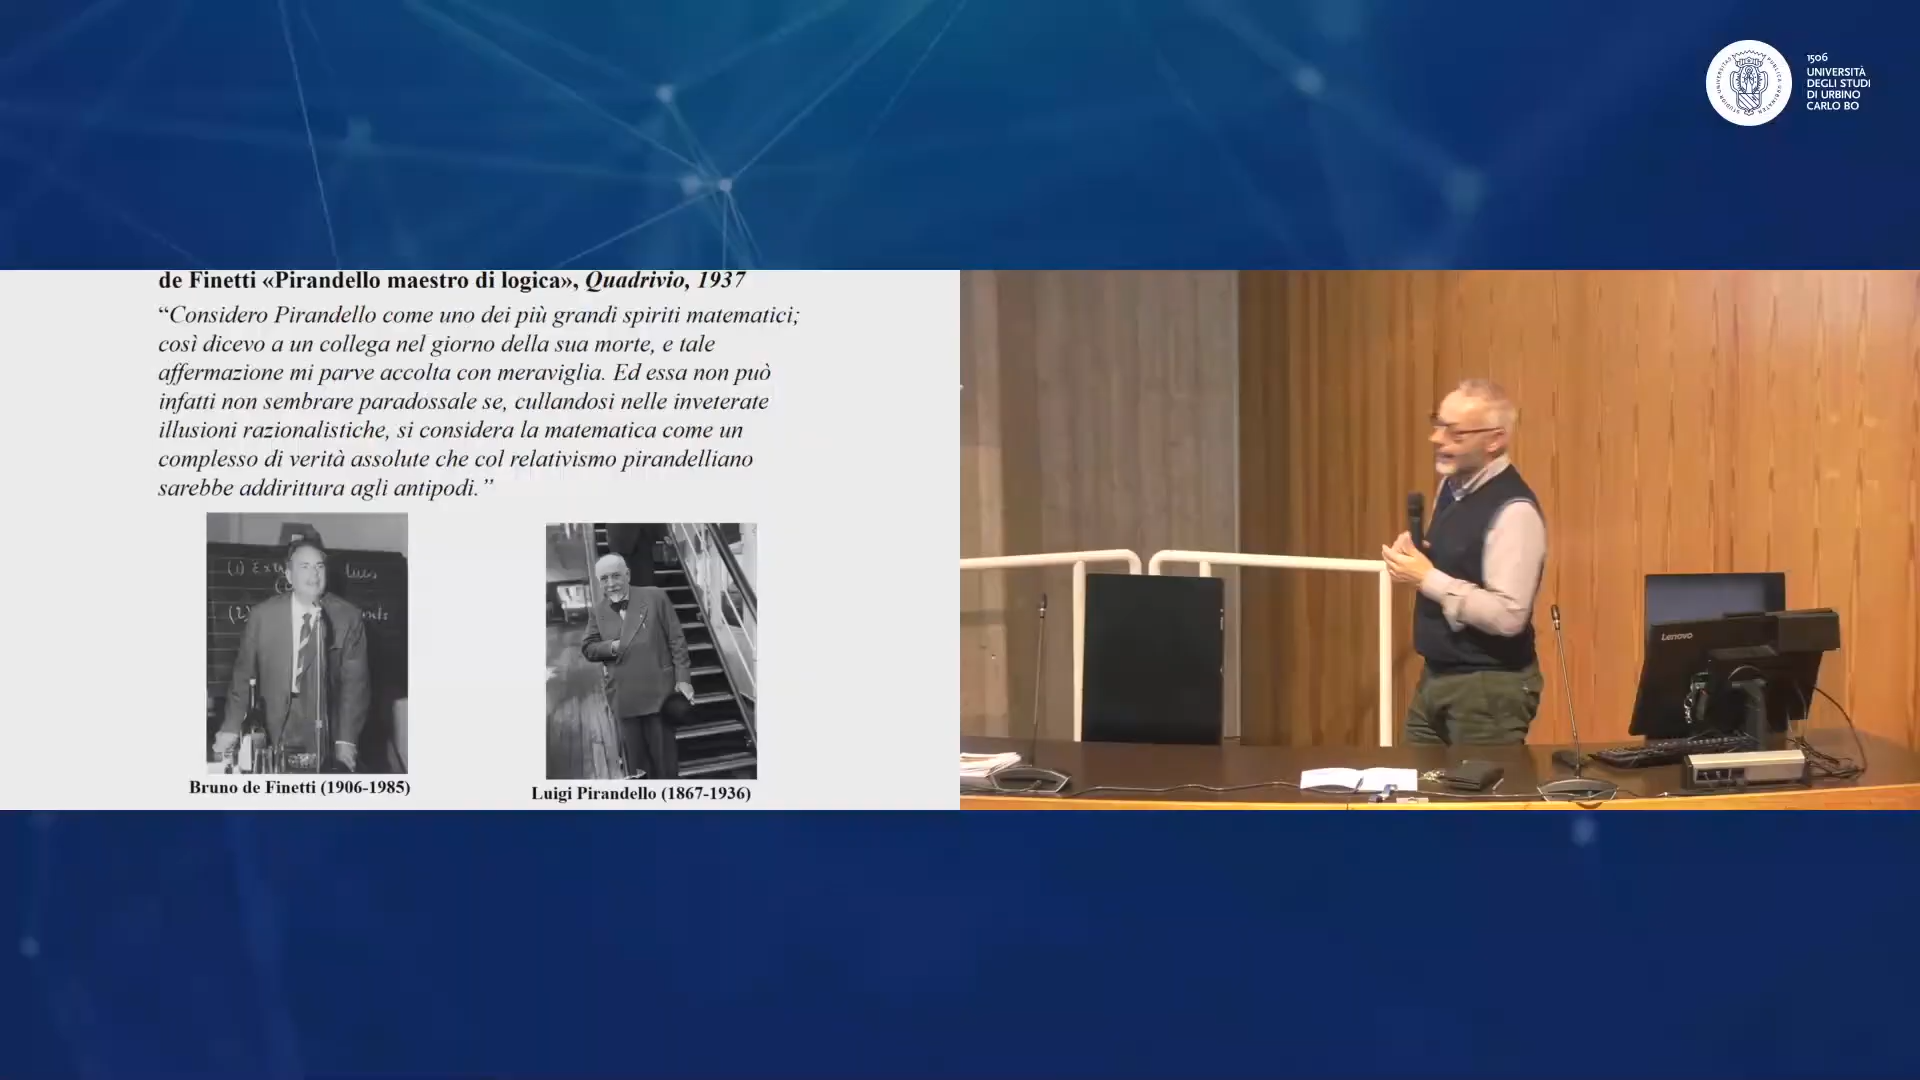 1506
UNIVERSITÀ
DEGLI STUDI
DI URBINO
CARLO BO
de Finetti «Pirandello maestro di logica», Quadrivio, 1937
“Considero Pirandello come uno dei più grandi spiriti matematici;
così dicevo a un collega nel giorno della sua morte, e tale
affermazione mi parve accolta con meraviglia. Ed essa non può
infatti non sembrare paradossale se, cullandosi nelle inveterate
illusioni razionalistiche, si considera la matematica come un
complesso di verità assolute che col relativismo pirandelliano
sarebbe addirittura agli antipodi.”
(1)
(2)
Bruno de Finetti (1906-1985)
Luigi Pirandello (1867-1936)
Lenovo